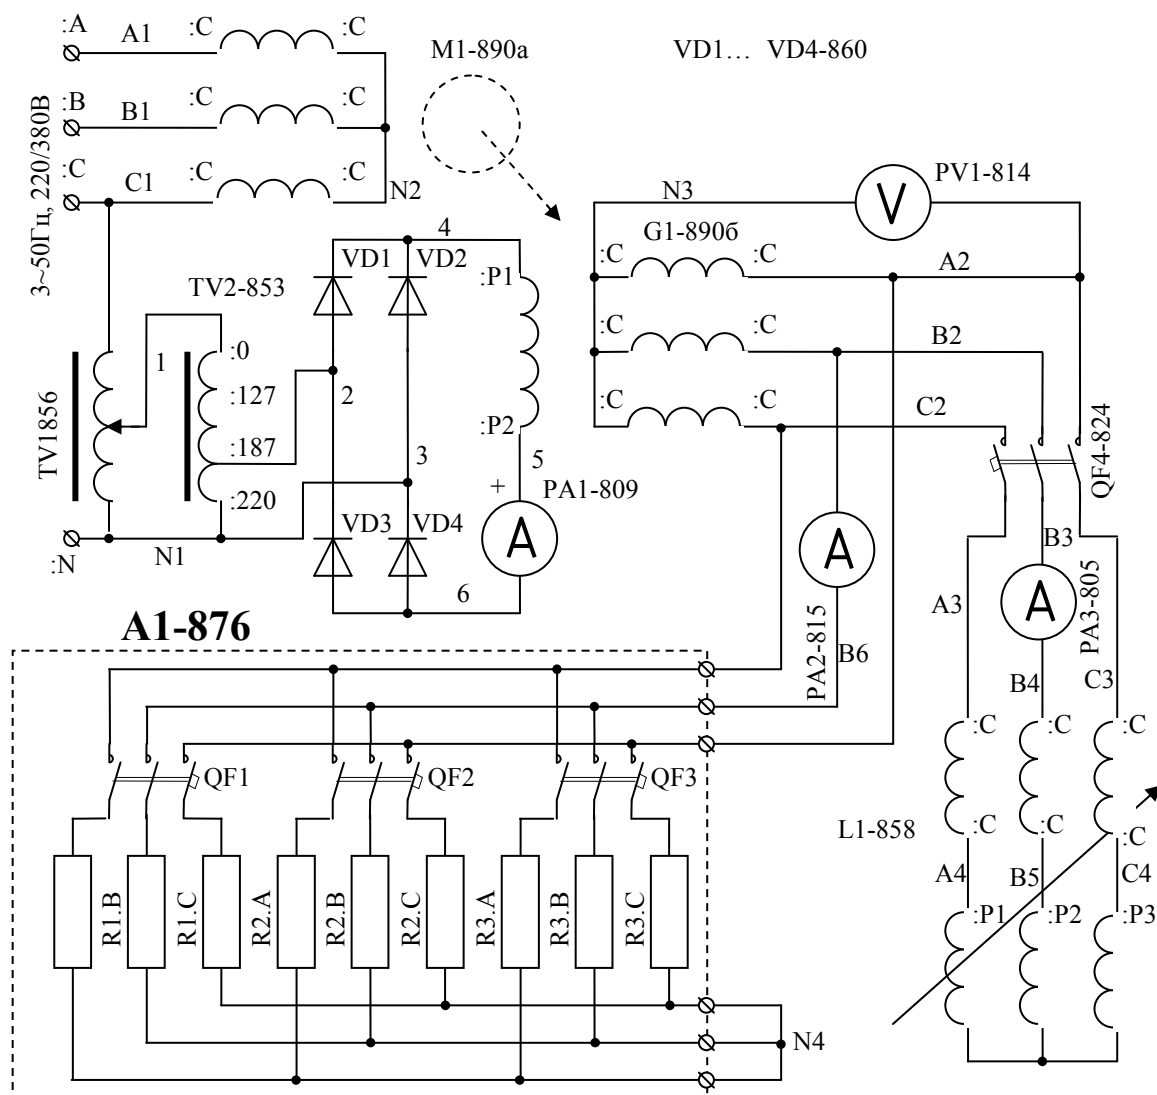 :A
A1
:C
:C
M1-890а
VD1… VD4-860
:B
B1
:C
:C
3~50Гц, 220/380В
:C
C1
:C
:C
N2
PV1-814
V
N3
G1-890б
4
:C
:C
A2
VD1
VD2
:P1
TV2-853
:C
:C
B2
1
:0
2
:127
:C
:C
C2
TV1856
:187
:P2
3
5
QF4-824
:220
+
PA1-809
A
VD3
VD4
N1
:N
A
B3
6
A3
A
PA3-805
A1-876
PA2-815
B6
B4
C3
:C
:C
:C
QF1
QF2
QF3
L1-858
:C
:C
:C
A4
B5
C4
R1.B
R1.C
R2.A
R2.B
R2.C
R3.A
R3.B
R3.C
:P1
:P2
:P3
N4